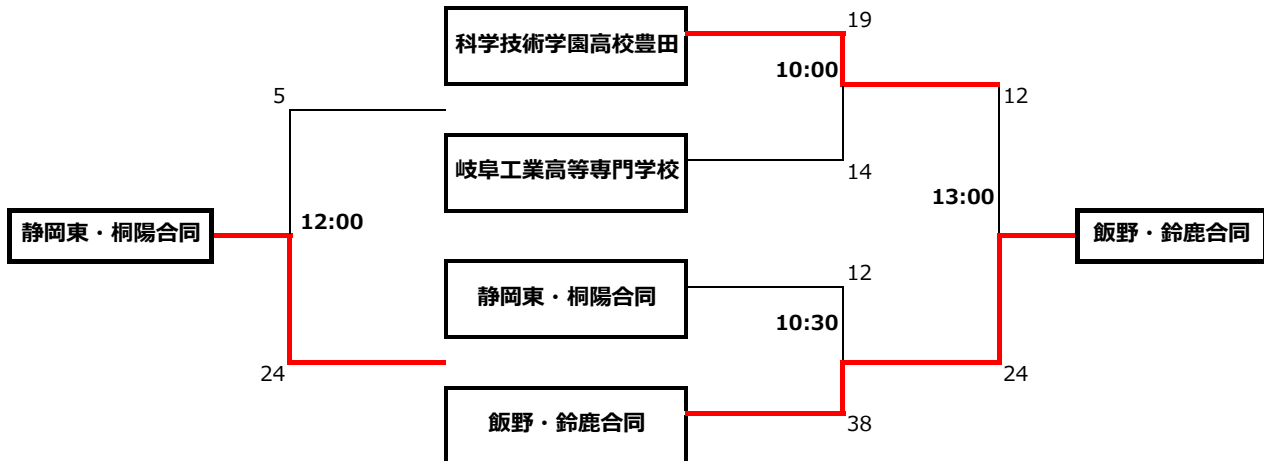 19
科学技術学園高校豊田
10:00
5
12
岐阜工業高等専門学校
14
13:00
静岡東・桐陽合同
12:00
飯野・鈴鹿合同
12
静岡東・桐陽合同
10:30
24
24
飯野・鈴鹿合同
38